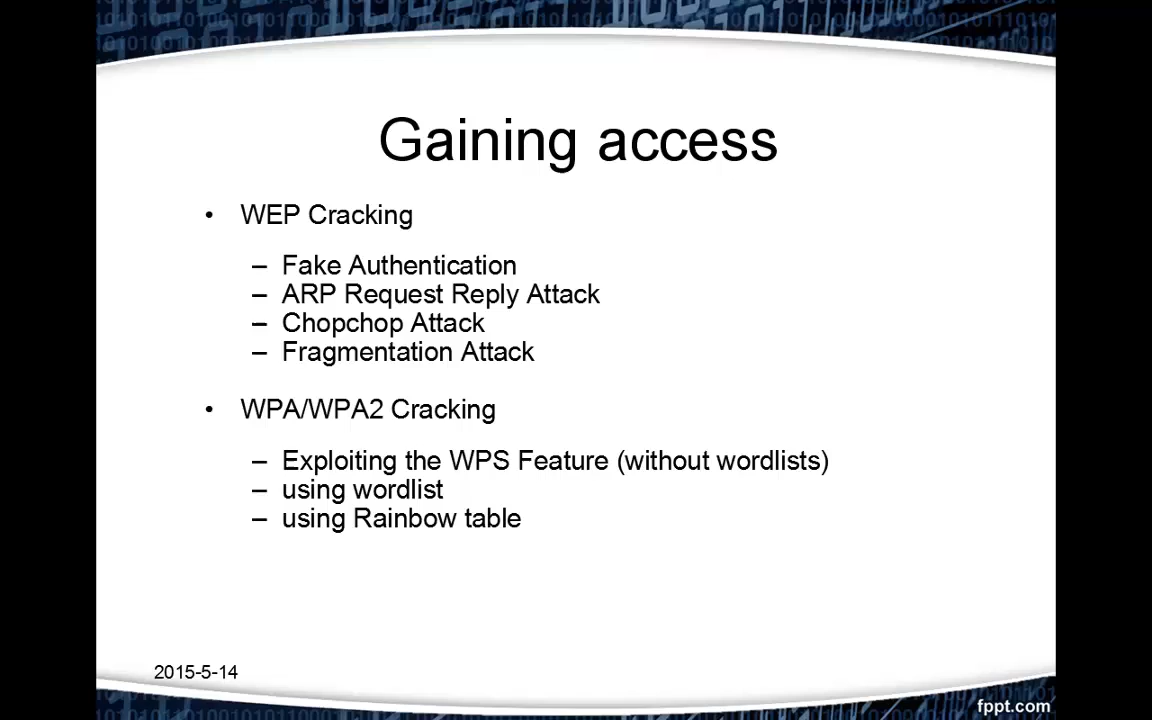 Gaining access
• WEP Cracking
– Fake Authentication
– ARP Request Reply Attack
– Chopchop Attack
– Fragmentation Attack
• WPA/WPA2 Cracking
– Exploiting the WPS Feature (without wordlists)
– using wordlist
– using Rainbow table
2015-5-14
fppt.com